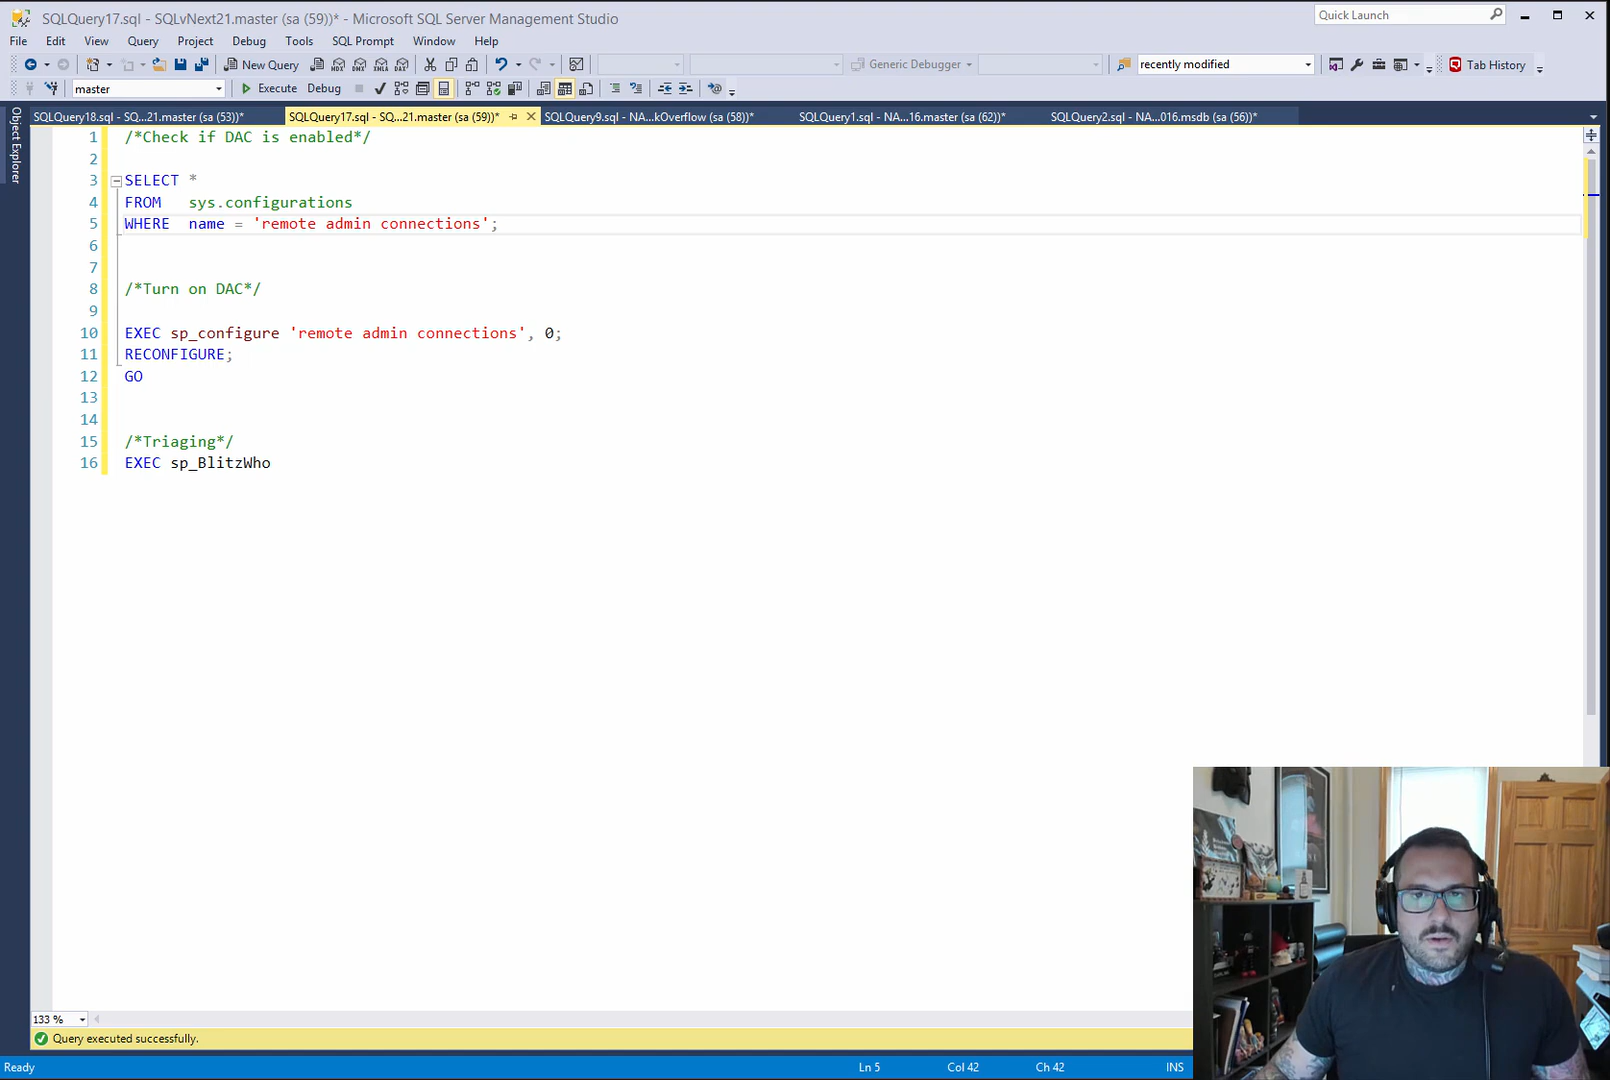 SQLQuery17.sql - SQLvNext21.master (sa (59))* - Microsoft SQL Server Management Studio
Quick Launch
File Edit View Query Project Debug Tools SQL Prompt Window Help
New Query
Generic Debugger
recently modified
Tab History
master
Execute Debug
SQLQuery18.sql - SQ...21.master (sa (53))*
SQLQuery17.sql - SQ...21.master (sa (59))*
SQLQuery9.sql - NA...kOverflow (sa (58))*
SQLQuery1.sql - NA...16.master (sa (62))*
SQLQuery2.sql - NA...016.msdb (sa (56))*
Object Explorer
1 /*Check if DAC is enabled*/
2
3 SELECT *
4 FROM sys.configurations
5 WHERE name = 'remote admin connections';
6
7
8 /*Turn on DAC*/
9
10 EXEC sp_configure 'remote admin connections', 0;
11 RECONFIGURE;
12 GO
13
14
15 /*Triaging*/
16 EXEC sp_BlitzWho
133 %
Query executed successfully.
Ready
Ln 5 Col 42 Ch 42 INS